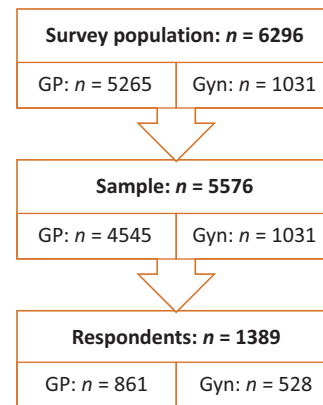 Survey population: n = 6296
GP: n = 5265 Gyn: n = 1031
Sample: n = 5576
GP: n = 4545 Gyn: n = 1031
Respondents: n = 1389
GP: n = 861 Gyn: n = 528